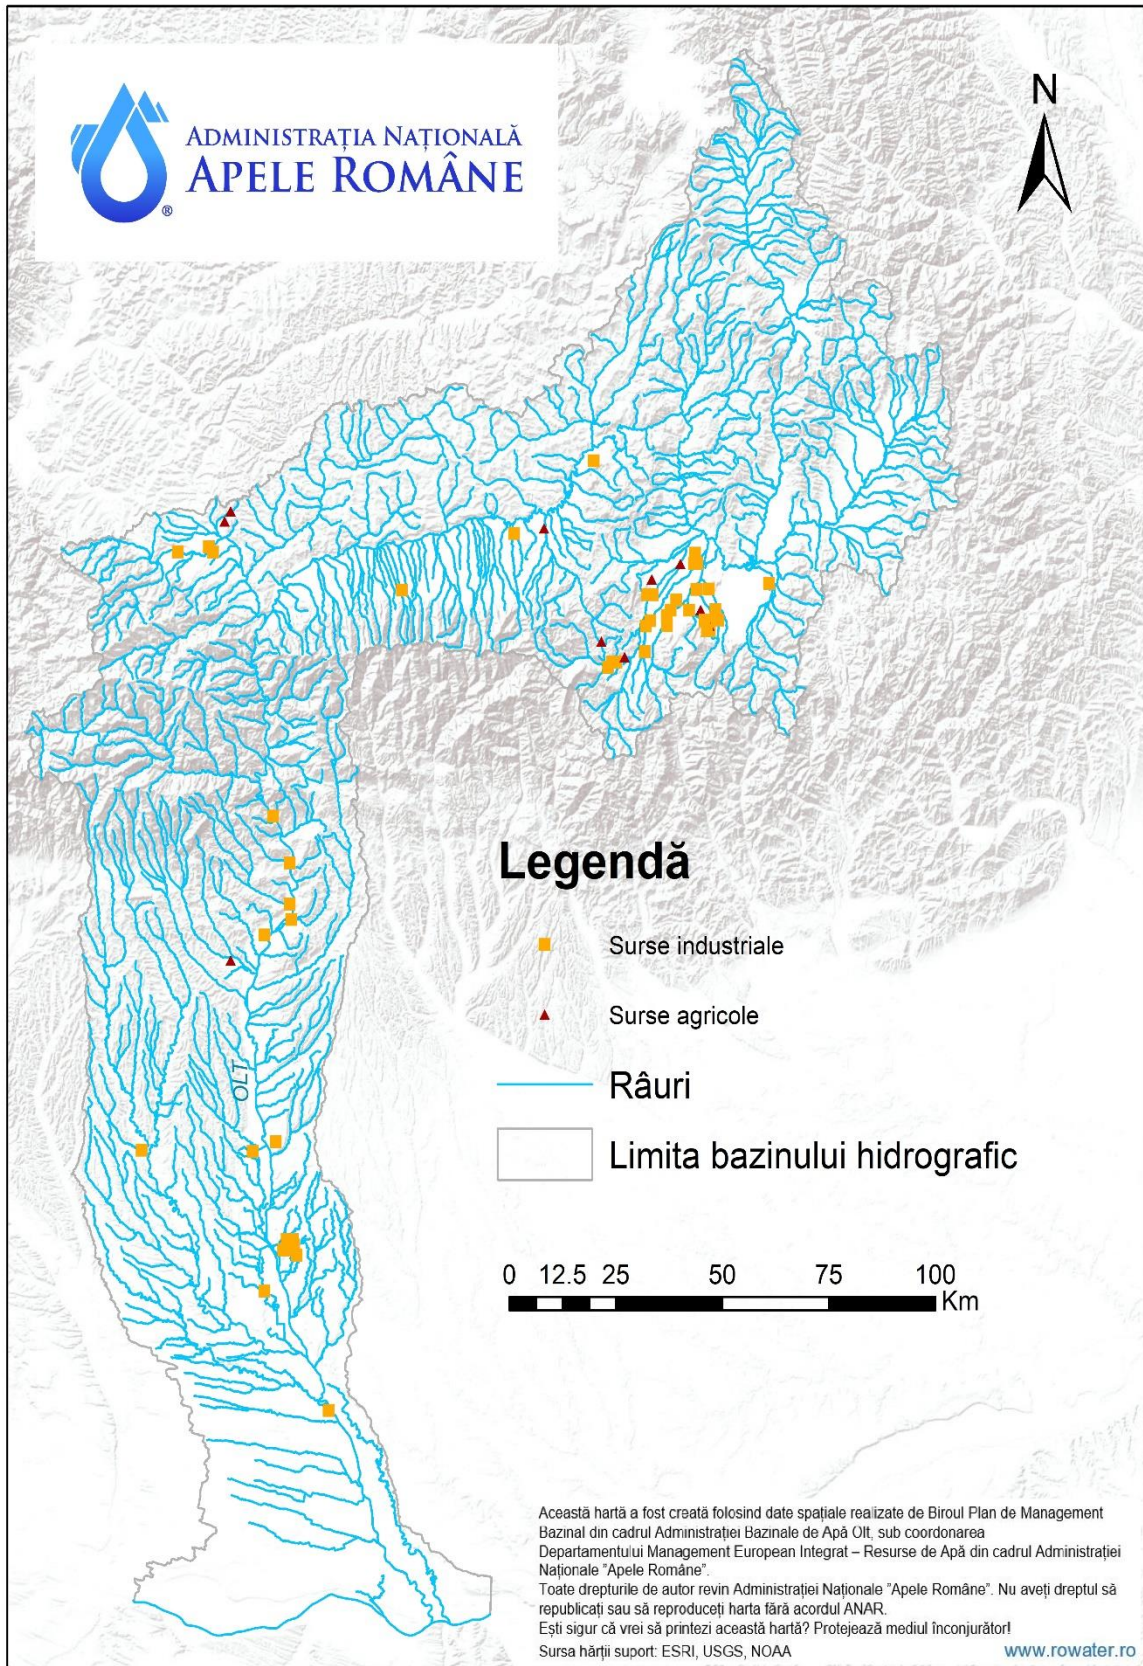 ADMINISTRAȚIA NAȚIONALĂ
APELE ROMÂNE
®
N
OLT
Legendă
Surse industriale
Surse agricole
Râuri
Limita bazinului hidrografic
0 12.5 25 50 75 100
Km
Această hartă a fost creată folosind date spațiale realizate de Biroul Plan de Management
Bazinal din cadrul Administrației Bazinale de Apă Olt, sub coordonarea
Departamentului Management European Integrat – Resurse de Apă din cadrul Administrației
Naționale "Apele Române".
Toate drepturile de autor revin Administrației Naționale "Apele Române". Nu aveți dreptul să
republicați sau să reproduceți harta fără acordul ANAR.
Ești sigur că vrei să printezi această hartă? Protejează mediul înconjurător!
Sursa hărții suport: ESRI, USGS, NOAA
www.rowater.ro